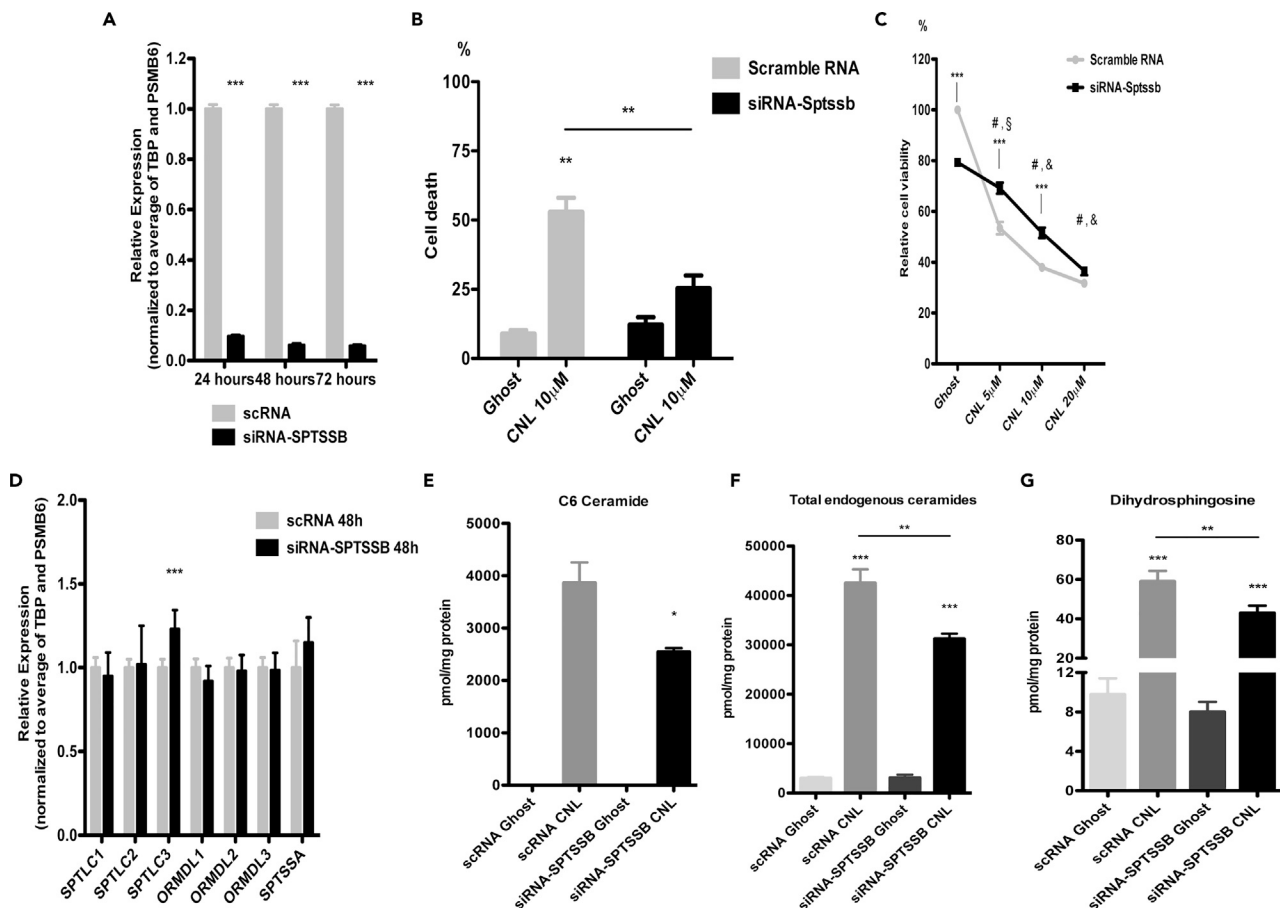 A
Relative Expression
(normalized to average of TBP and PSMB6)
1.2
1.0
0.8
0.6
0.4
0.2
0.0
*** *** ***
24 hours 48 hours 72 hours
scRNA
siRNA-SPTSSB
B
%
Cell death
100
75
50
25
0
**
**
Scramble RNA
siRNA-Sptssb
Ghost
CNL 10μM
Ghost
CNL 10μM
C
%
Relative cell viability
120
100
80
60
40
20
0
Scramble RNA
siRNA-Sptssb
***
#, §
***
#, &
***
#, &
Ghost
CNL 5μM
CNL 10μM
CNL 20μM
D
Relative Expression
(normalized to average of TBP and PSMB6)
2.0
1.5
1.0
0.5
0.0
scRNA 48h
siRNA-SPTSSB 48h
***
SPTLC1
SPTLC2
SPTLC3
ORMDL1
ORMDL2
ORMDL3
SPTSSA
E
C6 Ceramide
pmol/mg protein
5000
4000
3000
2000
1000
0
*
scRNA Ghost
scRNA CNL
siRNA-SPTSSB Ghost
siRNA-SPTSSB CNL
F
Total endogenous ceramides
pmol/mg protein
50000
40000
30000
20000
10000
0
**
***
***
scRNA Ghost
scRNA CNL
siRNA-SPTSSB Ghost
siRNA-SPTSSB CNL
G
Dihydrosphingosine
pmol/mg protein
80
60
40
20
12
8
4
0
**
***
***
scRNA Ghost
scRNA CNL
siRNA-SPTSSB Ghost
siRNA-SPTSSB CNL